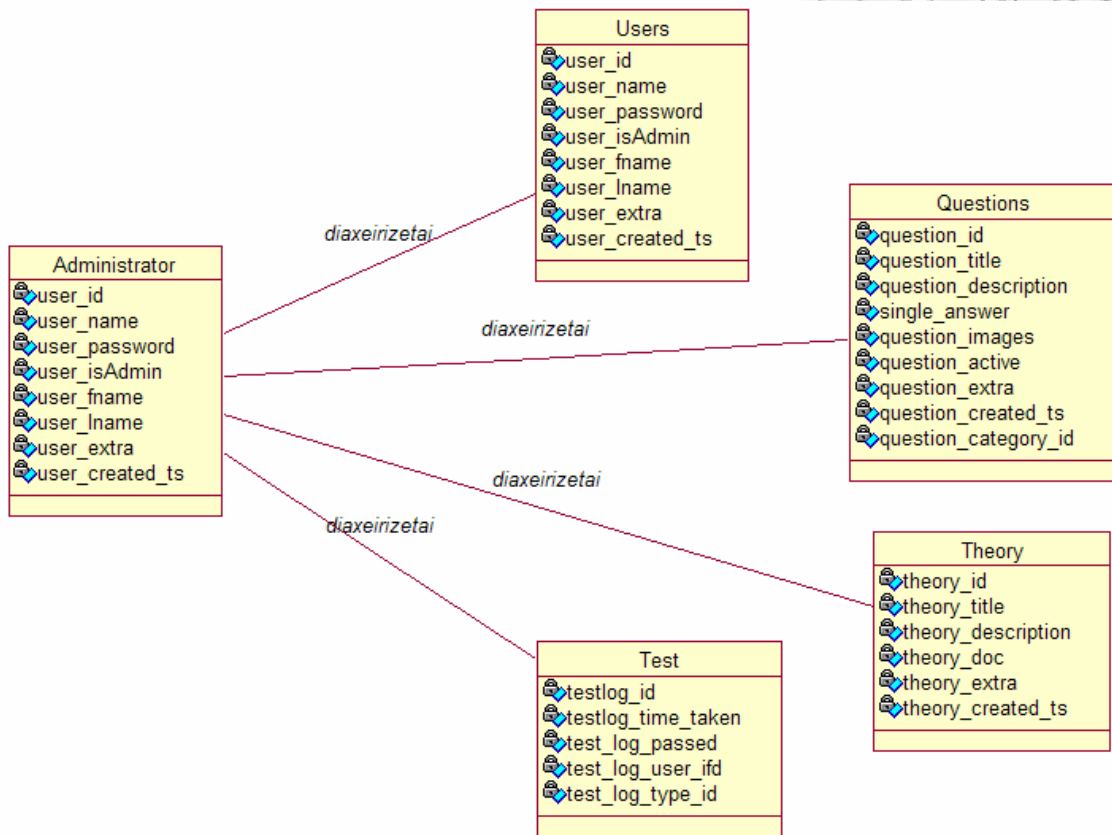 Users
user_id
user_name
user_password
user_isAdmin
user_fname
user_lname
user_extra
user_created_ts
diaxeirizetai
Administrator
user_id
user_name
user_password
user_isAdmin
user_fname
user_lname
user_extra
user_created_ts
diaxeirizetai
Questions
question_id
question_title
question_description
single_answer
question_images
question_active
question_extra
question_created_ts
question_category_id
diaxeirizetai
Theory
theory_id
theory_title
theory_description
theory_doc
theory_extra
theory_created_ts
diaxeirizetai
Test
testlog_id
testlog_time_taken
test_log_passed
test_log_user_ifd
test_log_type_id